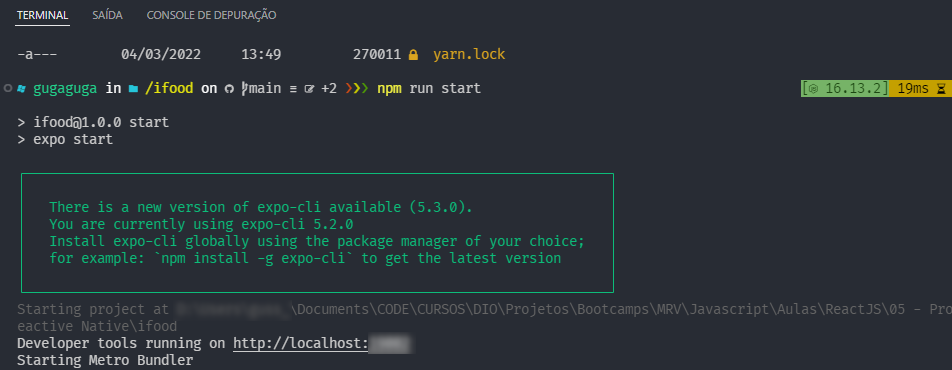 TERMINAL SAÍDA CONSOLE DE DEPURAÇÃO
-a--- 04/03/2022 13:49 270011 yarn.lock
gugaguga in /ifood on main ≡ +2 ❯❯❯ npm run start [ 16.13.2] 19ms
> ifood@1.0.0 start
> expo start
There is a new version of expo-cli available (5.3.0).
You are currently using expo-cli 5.2.0
Install expo-cli globally using the package manager of your choice;
for example: `npm install -g expo-cli` to get the latest version
Starting project at \Documents\CODE\CURSOS\DIO\Projetos\Bootcamps\MRV\Javascript\Aulas\ReactJS\05 - Pro
eactive Native\ifood
Developer tools running on http://localhost:
Starting Metro Bundler